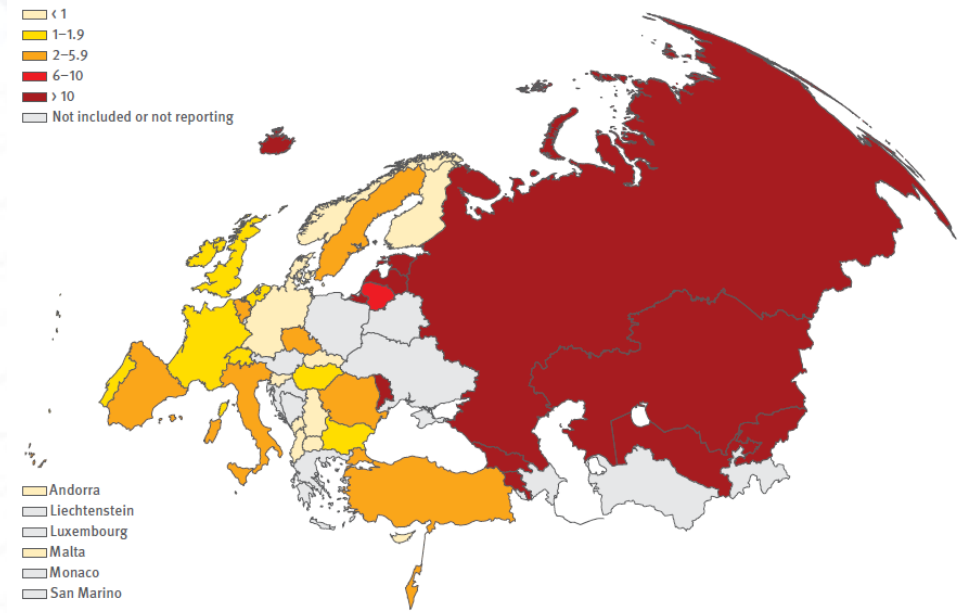 < 1
1–1.9
2–5.9
6–10
> 10
Not included or not reporting
Andorra
Liechtenstein
Luxembourg
Malta
Monaco
San Marino